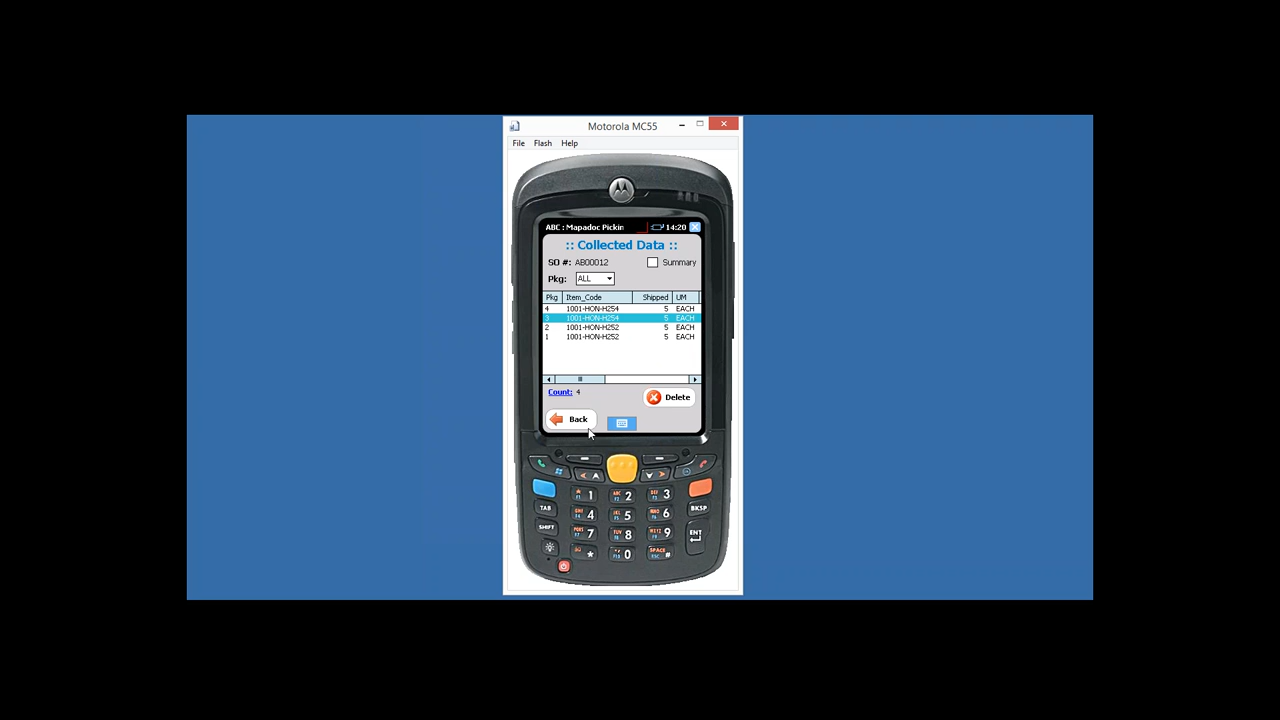 Motorola MC55
File Flash Help
ABC : Mapadoc Pickin 14:20
:: Collected Data ::
SO #: AB00012 Summary
Pkg: ALL
Pkg Item_Code Shipped UM
4 1001-HON-H254 5 EACH
3 1001-HON-H254 5 EACH
2 1001-HON-H252 5 EACH
1 1001-HON-H252 5 EACH
Count: 4
Delete
Back
1 2 3
TAB 4 5 6 BKSP
SHIFT 7 8 9 ENT
* 0 SPACE #